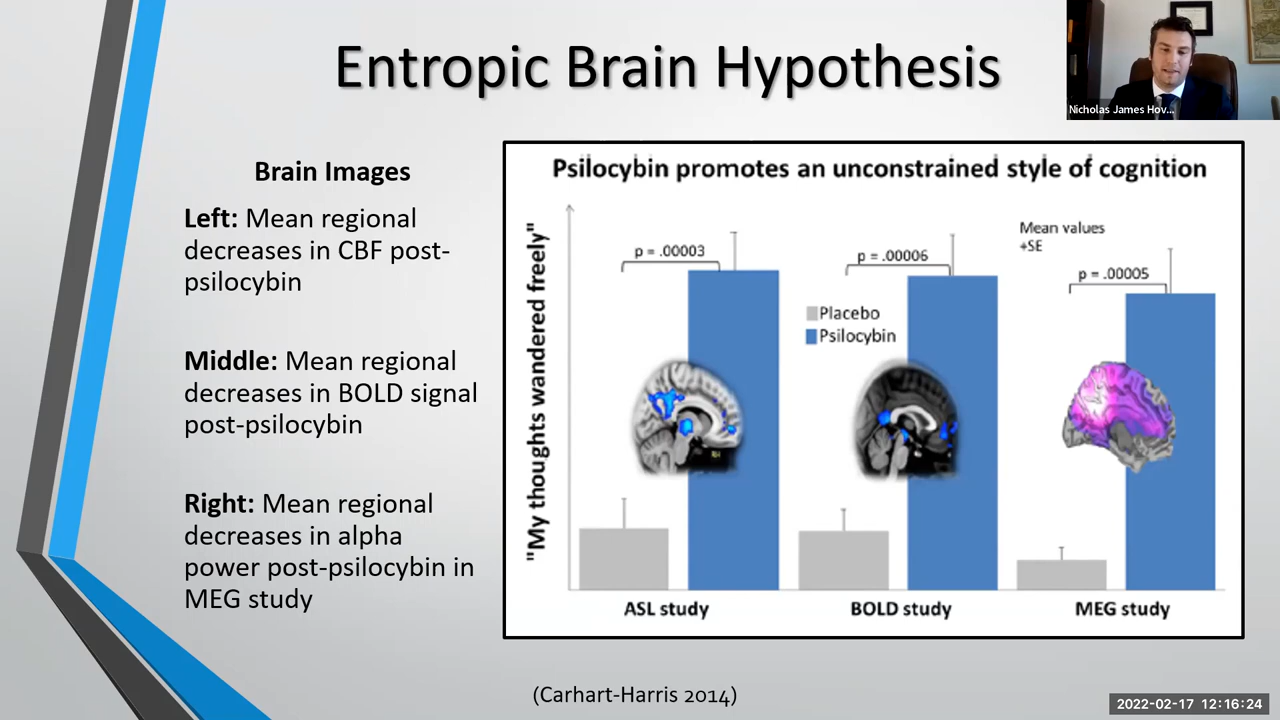 Entropic Brain Hypothesis
Nicholas James Hov...
Brain Images
Left: Mean regional
decreases in CBF post-
psilocybin
Middle: Mean regional
decreases in BOLD signal
post-psilocybin
Right: Mean regional
decreases in alpha
power post-psilocybin in
MEG study
Psilocybin promotes an unconstrained style of cognition
"My thoughts wandered freely"
p = .00003
p = .00006
Mean values
+SE
p = .00005
Placebo
Psilocybin
ASL study
BOLD study
MEG study
(Carhart-Harris 2014)
2022-02-17 12:16:24